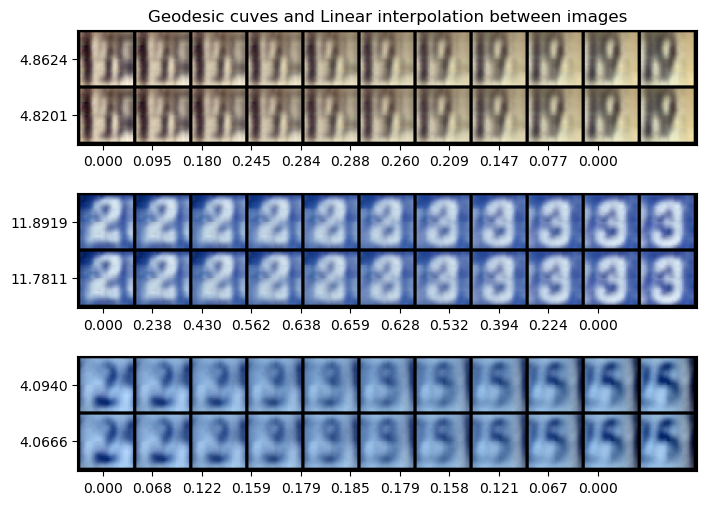 Geodesic cuves and Linear interpolation between images
4.8624
4.8201
0.000 0.095 0.180 0.245 0.284 0.288 0.260 0.209 0.147 0.077 0.000
11.8919
11.7811
0.000 0.238 0.430 0.562 0.638 0.659 0.628 0.532 0.394 0.224 0.000
4.0940
4.0666
0.000 0.068 0.122 0.159 0.179 0.185 0.179 0.158 0.121 0.067 0.000